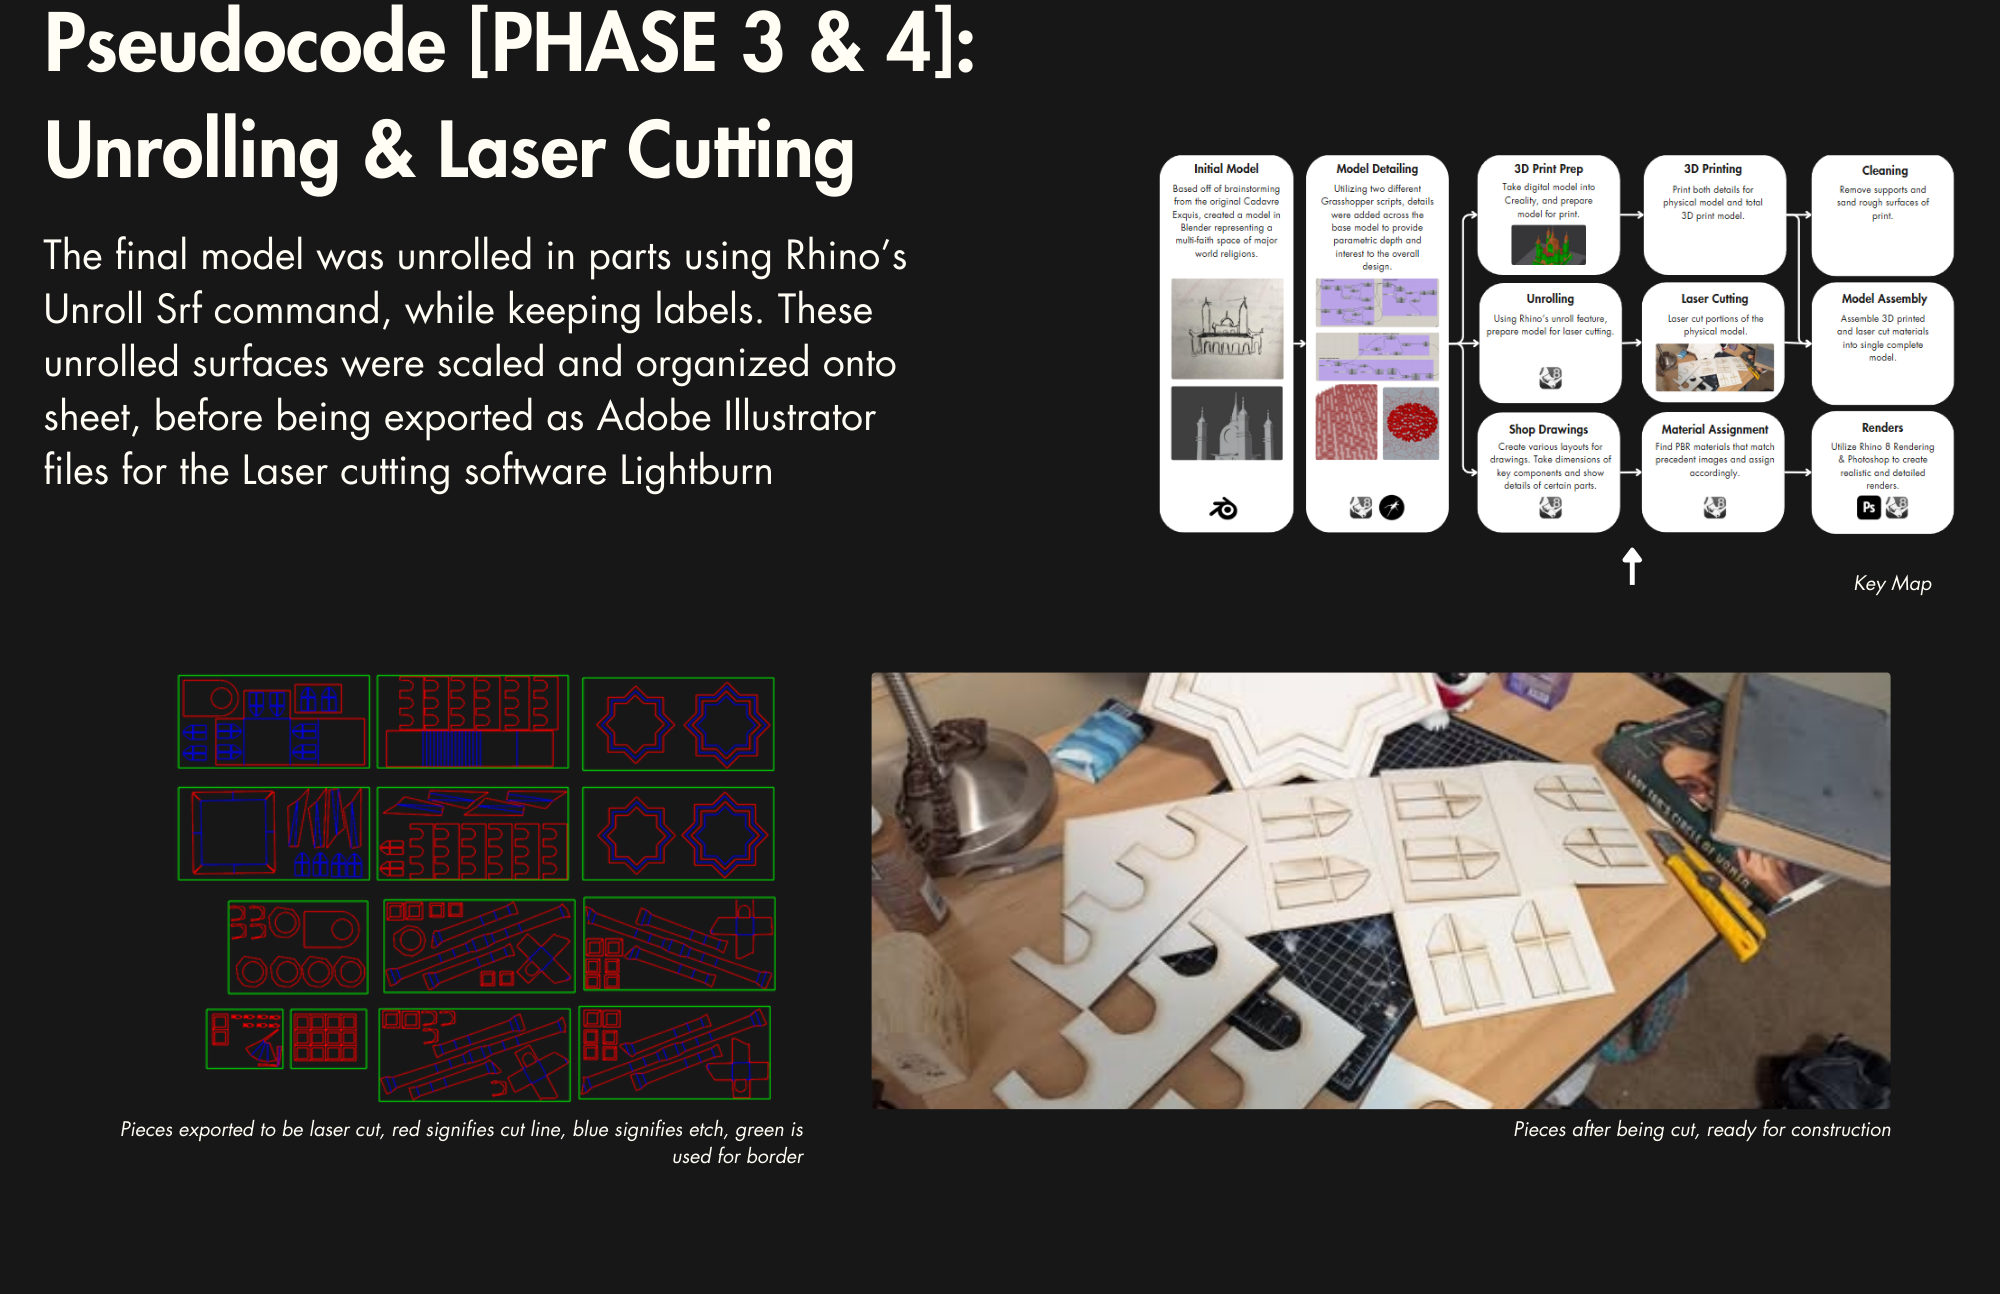 Pseudocode [PHASE 3 & 4]:
Unrolling & Laser Cutting
The final model was unrolled in parts using Rhino's
Unroll Srf command, while keeping labels. These
unrolled surfaces were scaled and organized onto
sheet, before being exported as Adobe Illustrator
files for the Laser cutting software Lightburn
Initial Model
Based off of brainstorming
from the original Cadavre
Exquis, created a model in
Blender representing a
multi-faith space of major
world religions.
Model Detailing
Utilizing two different
Grasshopper scripts, details
were added across the
base model to provide
parametric depth and
interest to the overall
design.
3D Print Prep
Take digital model into
Creality, and prepare
model for print.
3D Printing
Print both details for
physical model and total
3D print model.
Cleaning
Remove supports and
sand rough surfaces of
print.
Unrolling
Using Rhino's unroll feature,
prepare model for laser cutting.
Laser Cutting
Laser cut portions of the
physical model.
Model Assembly
Assemble 3D printed
and laser cut materials
into single complete
model.
Shop Drawings
Create various layouts for
drawings. Take dimensions of
key components and show
details of certain parts.
Material Assignment
Find PBR materials that match
precedent images and assign
accordingly.
Renders
Utilize Rhino 8 Rendering
& Photoshop to create
realistic and detailed
renders.
Ps
Key Map
LADY TAN'S CIRCLE OF WOMEN
Pieces exported to be laser cut, red signifies cut line, blue signifies etch, green is
used for border
Pieces after being cut, ready for construction